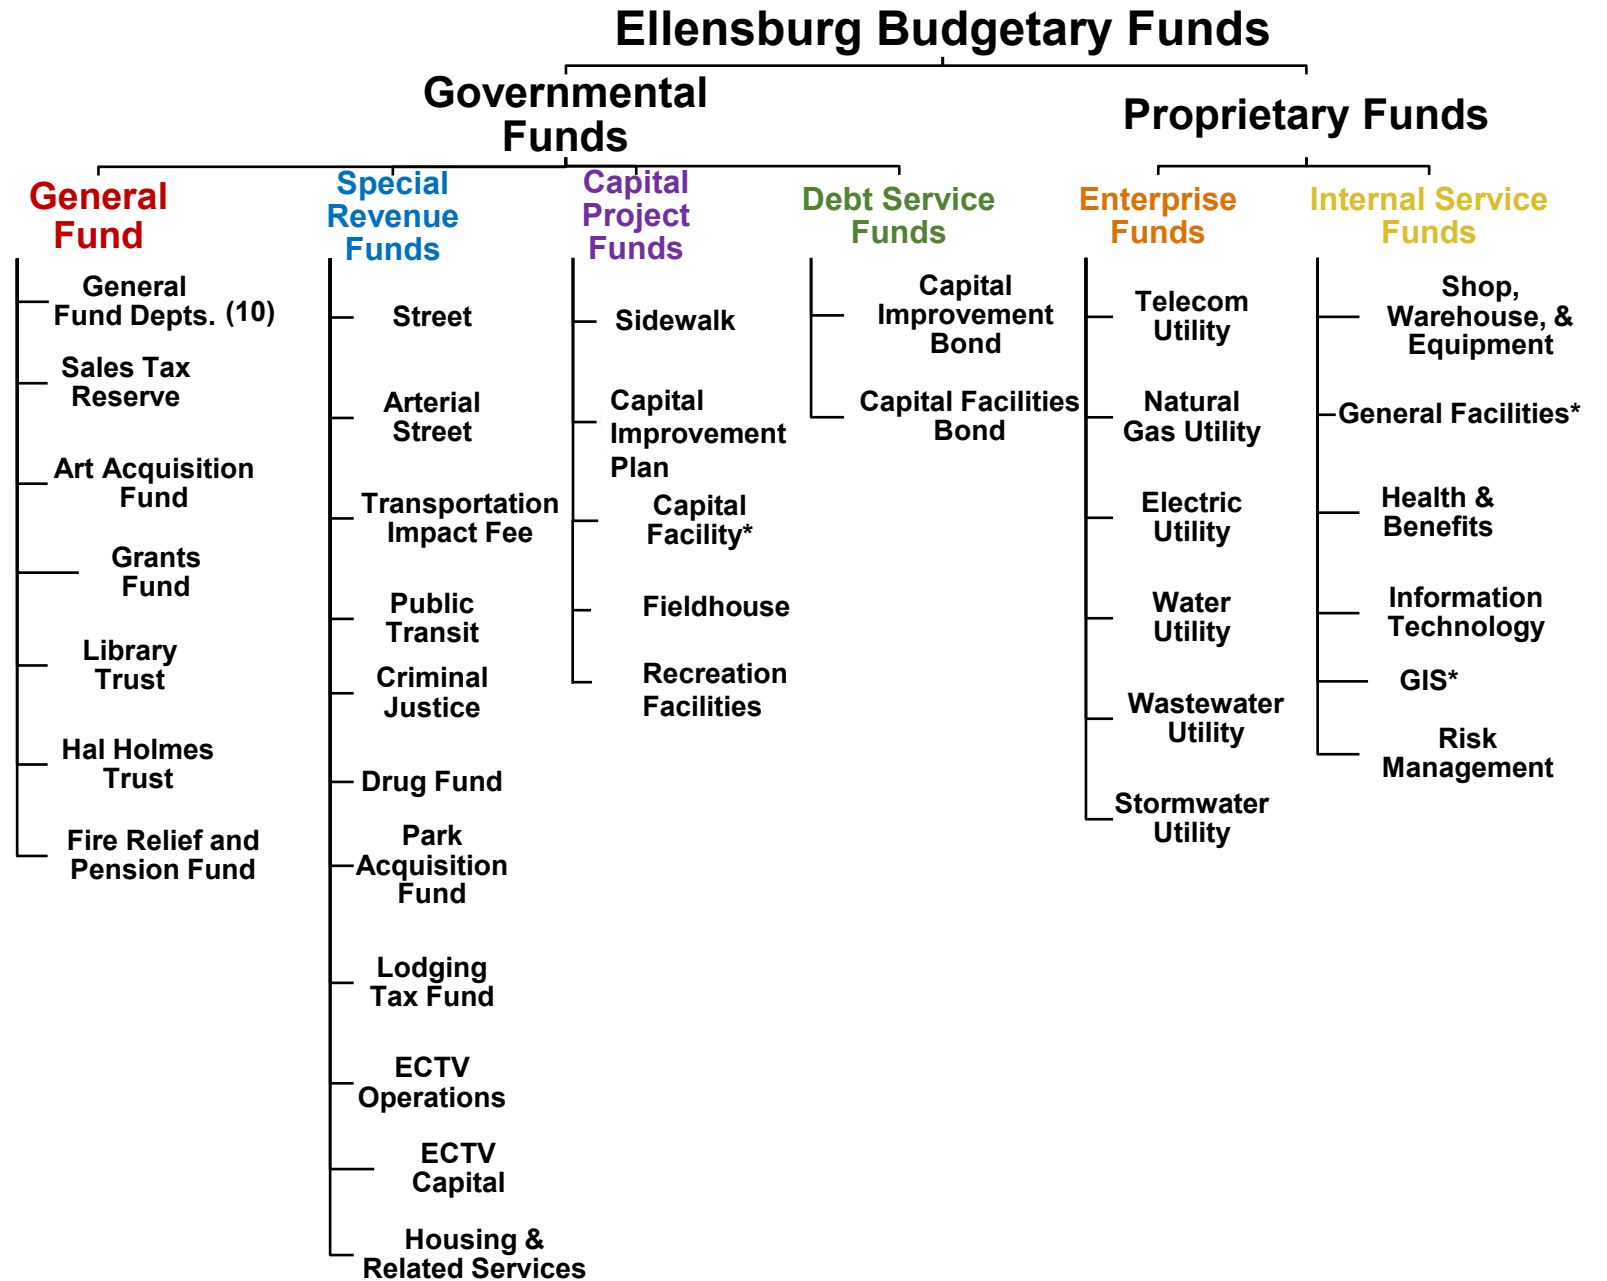 Ellensburg Budgetary Funds
Governmental
Funds
Proprietary Funds
General
Fund
General
Fund Depts. (10)
Sales Tax
Reserve
Art Acquisition
Fund
Grants
Fund
Library
Trust
Hal Holmes
Trust
Fire Relief and
Pension Fund
Special
Revenue
Funds
Street
Arterial
Street
Transportation
Impact Fee
Public
Transit
Criminal
Justice
Drug Fund
Park
Acquisition
Fund
Lodging
Tax Fund
ECTV
Operations
ECTV
Capital
Housing &
Related Services
Capital
Project
Funds
Sidewalk
Capital
Improvement
Plan
Capital
Facility*
Fieldhouse
Recreation
Facilities
Debt Service
Funds
Capital
Improvement
Bond
Capital Facilities
Bond
Enterprise
Funds
Telecom
Utility
Natural
Gas Utility
Electric
Utility
Water
Utility
Wastewater
Utility
Stormwater
Utility
Internal Service
Funds
Shop,
Warehouse, &
Equipment
General Facilities*
Health &
Benefits
Information
Technology
GIS*
Risk
Management